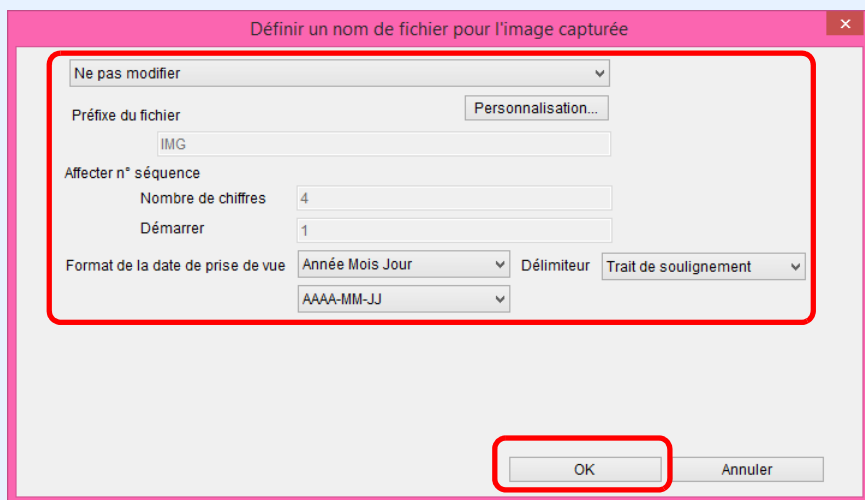 Définir un nom de fichier pour l'image capturée
Ne pas modifier
Préfixe du fichier
Personnalisation...
IMG
Affecter n° séquence
Nombre de chiffres 4
Démarrer 1
Format de la date de prise de vue Année Mois Jour Délimiteur Trait de soulignement
AAAA-MM-JJ
OK Annuler